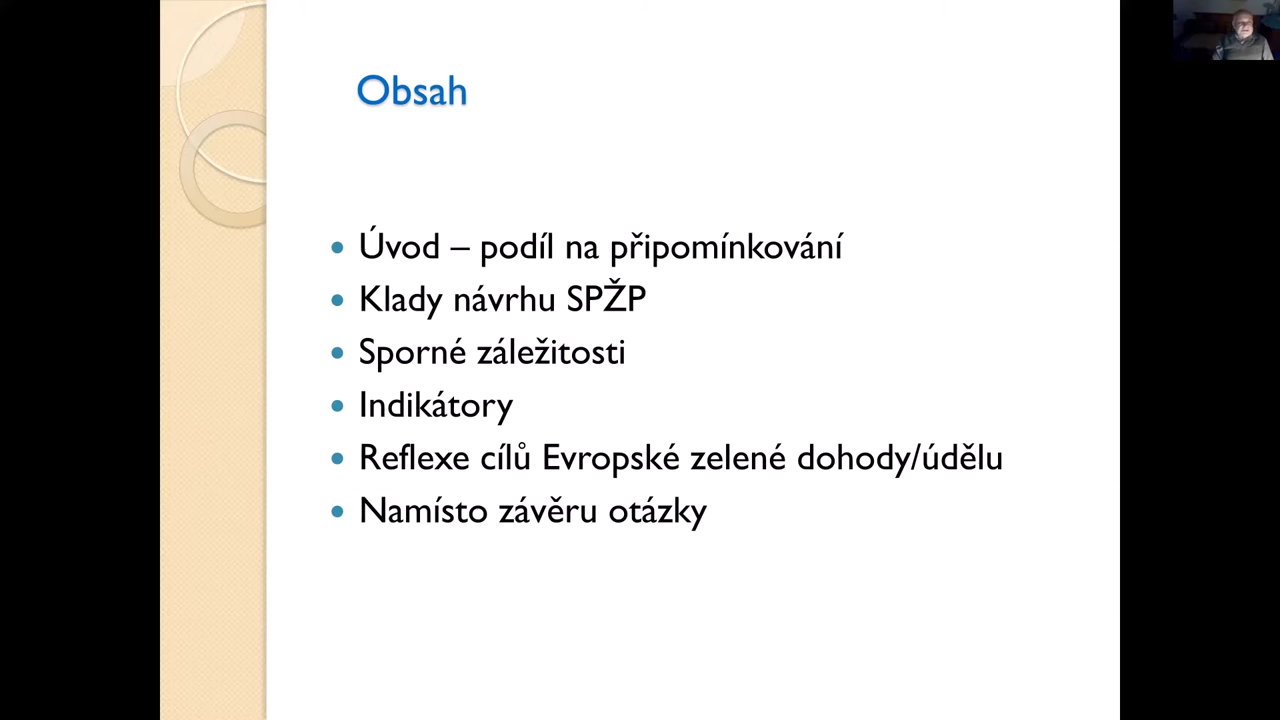 Obsah
Úvod – podíl na připomínkování
Klady návrhu SPŽP
Sporné záležitosti
Indikátory
Reflexe cílů Evropské zelené dohody/údělu
Namísto závěru otázky